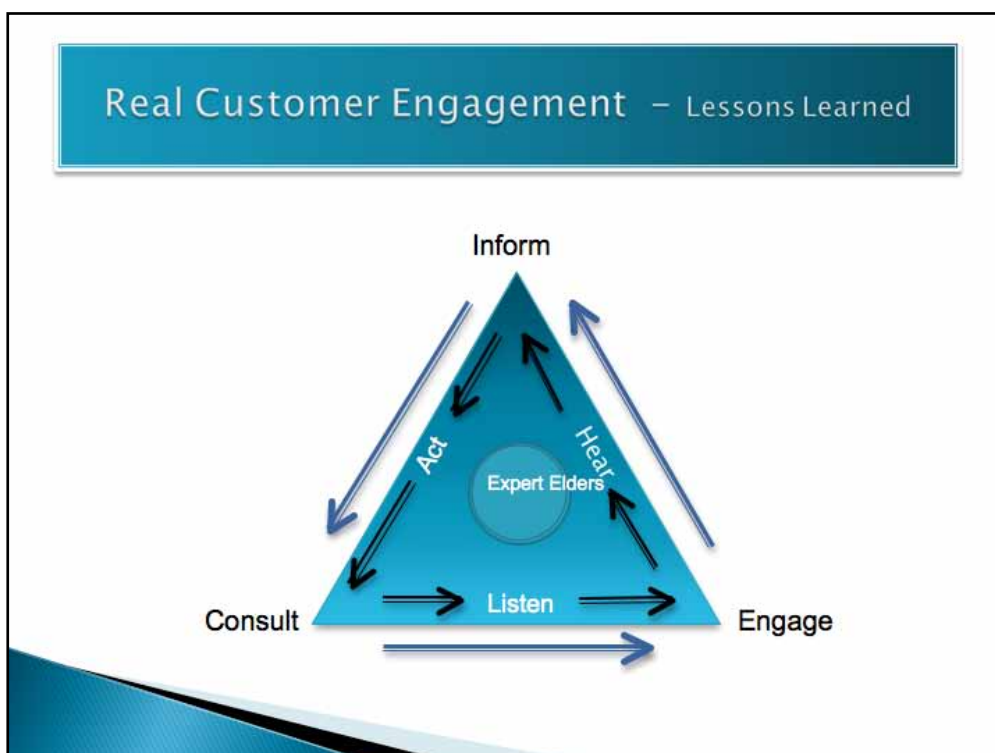 Real Customer Engagement – Lessons Learned
Inform
Act
Hear
Expert Elders
Listen
Consult
Engage